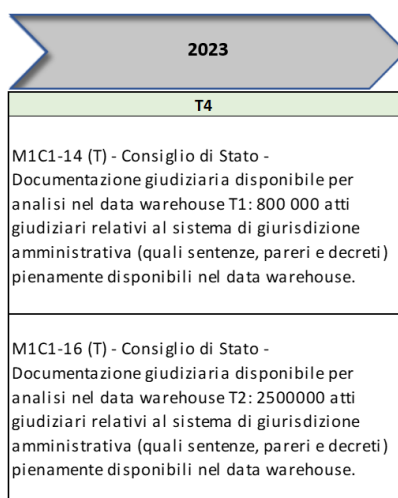 2023
T4
M1C1-14 (T) - Consiglio di Stato -
Documentazione giudiziaria disponibile per
analisi nel data warehouse T1: 800 000 atti
giudiziari relativi al sistema di giurisdizione
amministrativa (quali sentenze, pareri e decreti)
pienamente disponibili nel data warehouse.
M1C1-16 (T) - Consiglio di Stato -
Documentazione giudiziaria disponibile per
analisi nel data warehouse T2: 2500000 atti
giudiziari relativi al sistema di giurisdizione
amministrativa (quali sentenze, pareri e decreti)
pienamente disponibili nel data warehouse.